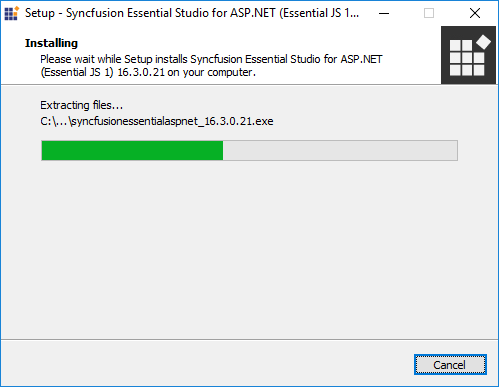 Setup - Syncfusion Essential Studio for ASP.NET (Essential JS 1...
Installing
Please wait while Setup installs Syncfusion Essential Studio for ASP.NET
(Essential JS 1) 16.3.0.21 on your computer.
Extracting files...
C:\...\syncfusionessentialaspnet_16.3.0.21.exe
Cancel